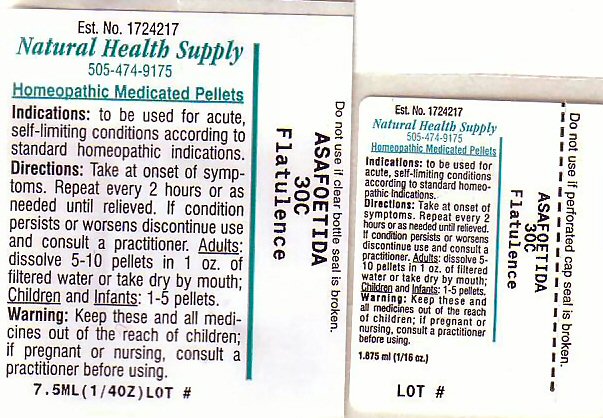 Est. No. 1724217
Natural Health Supply
505-474-9175
Homeopathic Medicated Pellets
Indications: to be used for acute,
self-limiting conditions according to
standard homeopathic indications.
Directions: Take at onset of symp-
toms. Repeat every 2 hours or as
needed until relieved. If condition
persists or worsens discontinue use
and consult a practitioner. Adults:
dissolve 5-10 pellets in 1 oz. of
filtered water or take dry by mouth;
Children and Infants: 1-5 pellets.
Warning: Keep these and all medi-
cines out of the reach of children;
if pregnant or nursing, consult a
practitioner before using.
7.5ML(1/4OZ)LOT #
Do not use if clear bottle seal is broken.
ASAFOETIDA
30C
Flatulence
Est. No. 1724217
Natural Health Supply
505-474-9175
Homeopathic Medicated Pellets
Indications: to be used for
acute, self-limiting conditions
according to standard homeo-
pathic indications.
Directions: Take at onset of
symptoms. Repeat every 2
hours or as needed until relieved.
If condition persists or worsens
discontinue use and consult a
practitioner. Adults: dissolve 5-
10 pellets in 1 oz. of filtered
water or take dry by mouth;
Children and Infants: 1-5 pellets.
Warning: Keep these and
all medicines out of the reach
of children; if pregnant or
nursing, consult a practitioner
before using.
1.875 ml (1/16 oz.)
LOT #
Do not use if perforated cap seal is broken.
ASAFOETIDA
30C
Flatulence